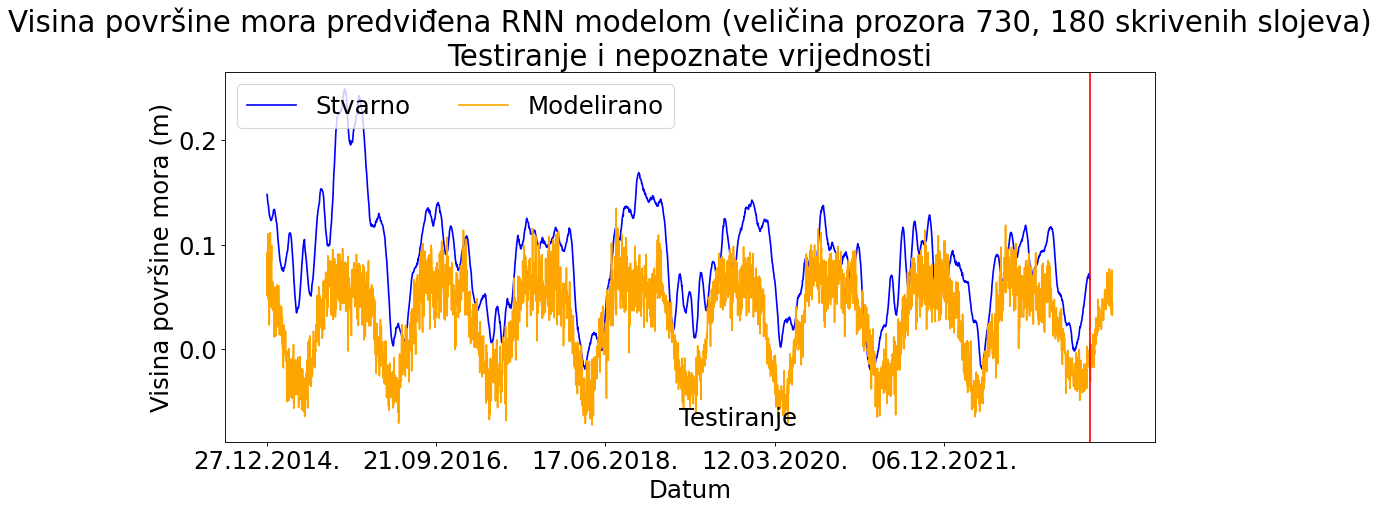 Visina površine mora predviđena RNN modelom (veličina prozora 730, 180 skrivenih slojeva)
Testiranje i nepoznate vrijednosti
Stvarno Modelirano
Visina površine mora (m)
0.2
0.1
0.0
Testiranje
27.12.2014. 21.09.2016. 17.06.2018. 12.03.2020. 06.12.2021.
Datum